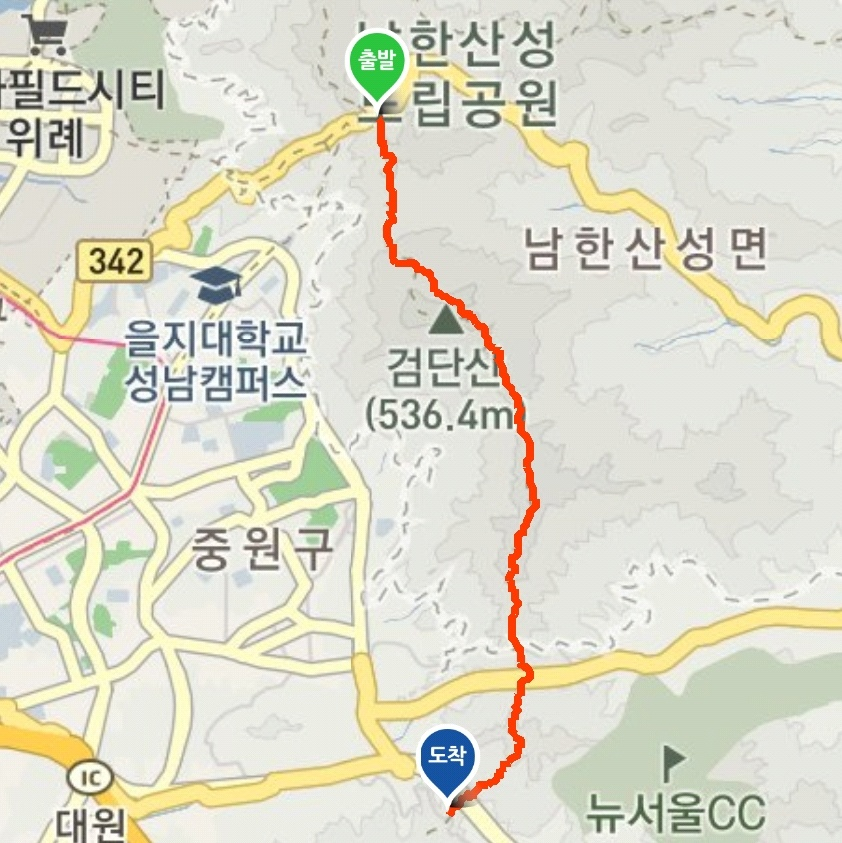 출발
남한산성
도립공원
필드시티
위례
남한산성면
342
을지대학교
성남캠퍼스
검단산
(536.4m)
중원구
도착
IC
대원
뉴서울CC